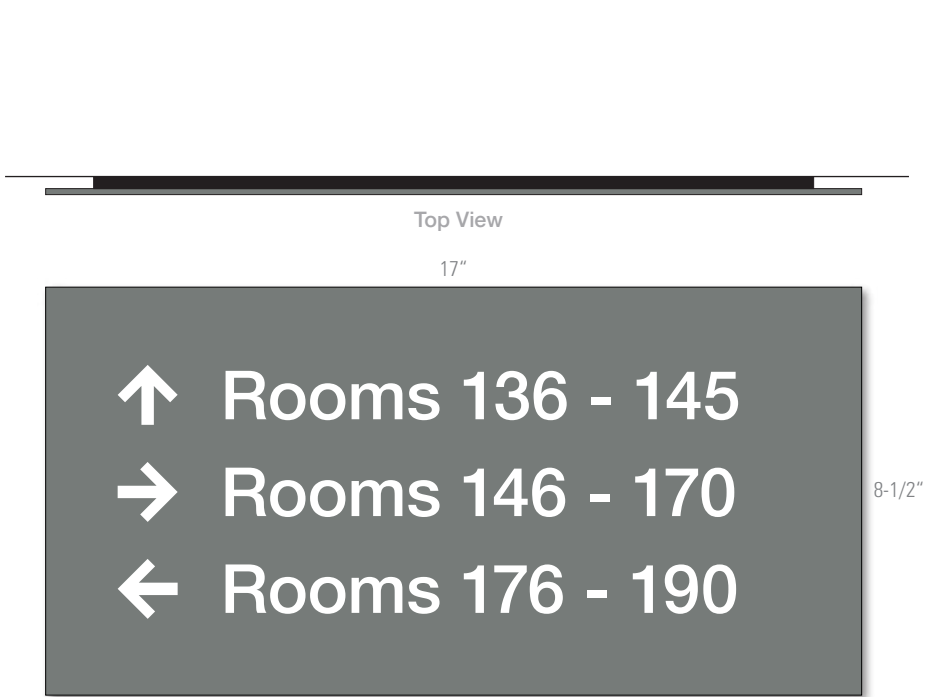 Top View
17“
↑ Rooms 136 - 145
→ Rooms 146 - 170
8-1/2“
← Rooms 176 - 190